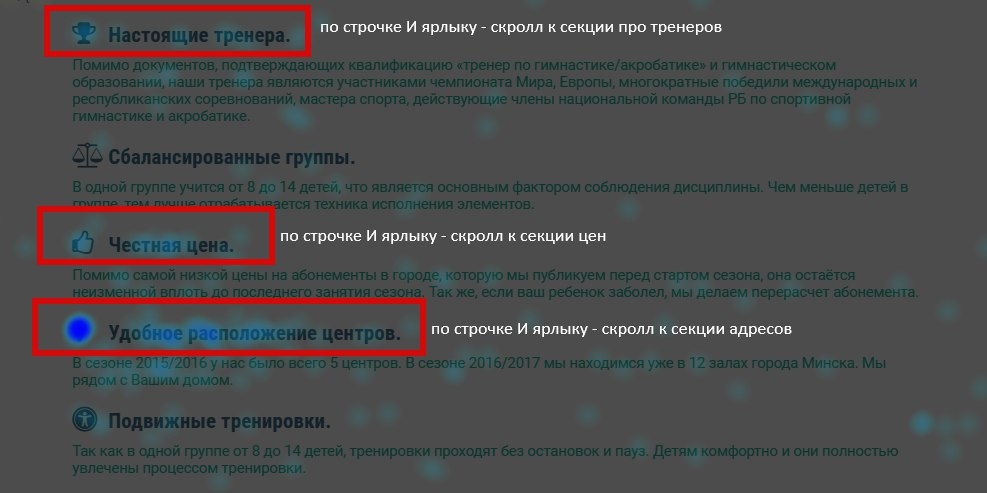 Настоящие тренера. по строчке И ярлыку - скролл к секции про тренеров
Помимо документов, подтверждающих квалификацию «тренер по гимнастике/акробатике» и гимнастическом
образовании, наши тренера являются участниками чемпионата Мира, Европы, многократные победили международных и
республиканских соревнований, мастера спорта, действующие члены национальной команды РБ по спортивной
гимнастике и акробатике.
Сбалансированные группы.
В одной группе учится от 8 до 14 детей, что является основным фактором соблюдения дисциплины. Чем меньше детей в
группе, тем лучше отрабатывается техника исполнения элементов.
Честная цена. по строчке И ярлыку - скролл к секции цен
Помимо самой низкой цены на абонементы в городе, которую мы публикуем перед стартом сезона, она остаётся
неизменной вплоть до последнего занятия сезона. Так же, если ваш ребенок заболел, мы делаем перерасчет абонемента.
Удобное расположение центров. по строчке И ярлыку - скролл к секции адресов
В сезоне 2015/2016 у нас было всего 5 центров. В сезоне 2016/2017 мы находимся уже в 12 залах города Минска. Мы
рядом с Вашим домом.
Подвижные тренировки.
Так как в одной группе от 8 до 14 детей, тренировки проходят без остановок и пауз. Детям комфортно и они полностью
увлечены процессом тренировки.